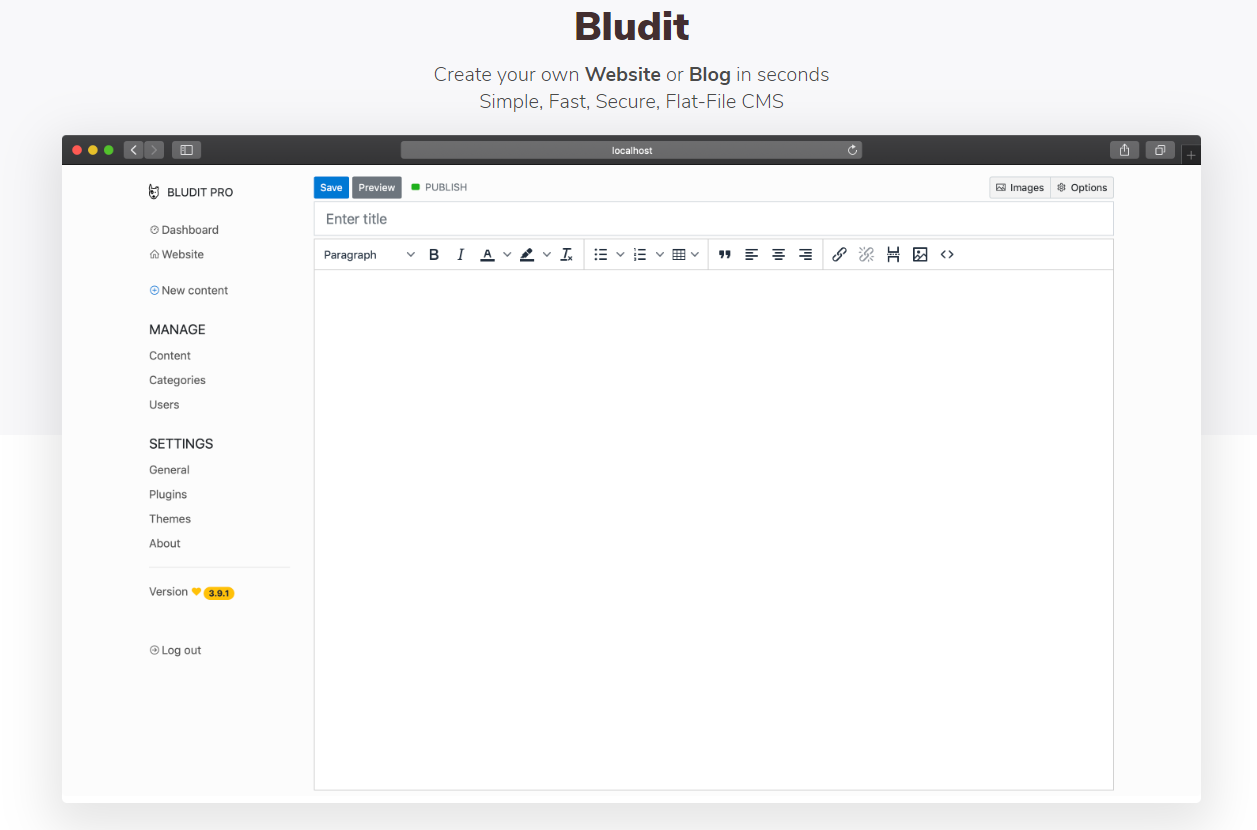 Bludit
Create your own Website or Blog in seconds
Simple, Fast, Secure, Flat-File CMS
localhost
BLUDIT PRO
Dashboard
Website
New content
MANAGE
Content
Categories
Users
SETTINGS
General
Plugins
Themes
About
Version 3.9.1
Log out
Save Preview PUBLISH Images Options
Enter title
Paragraph B I A